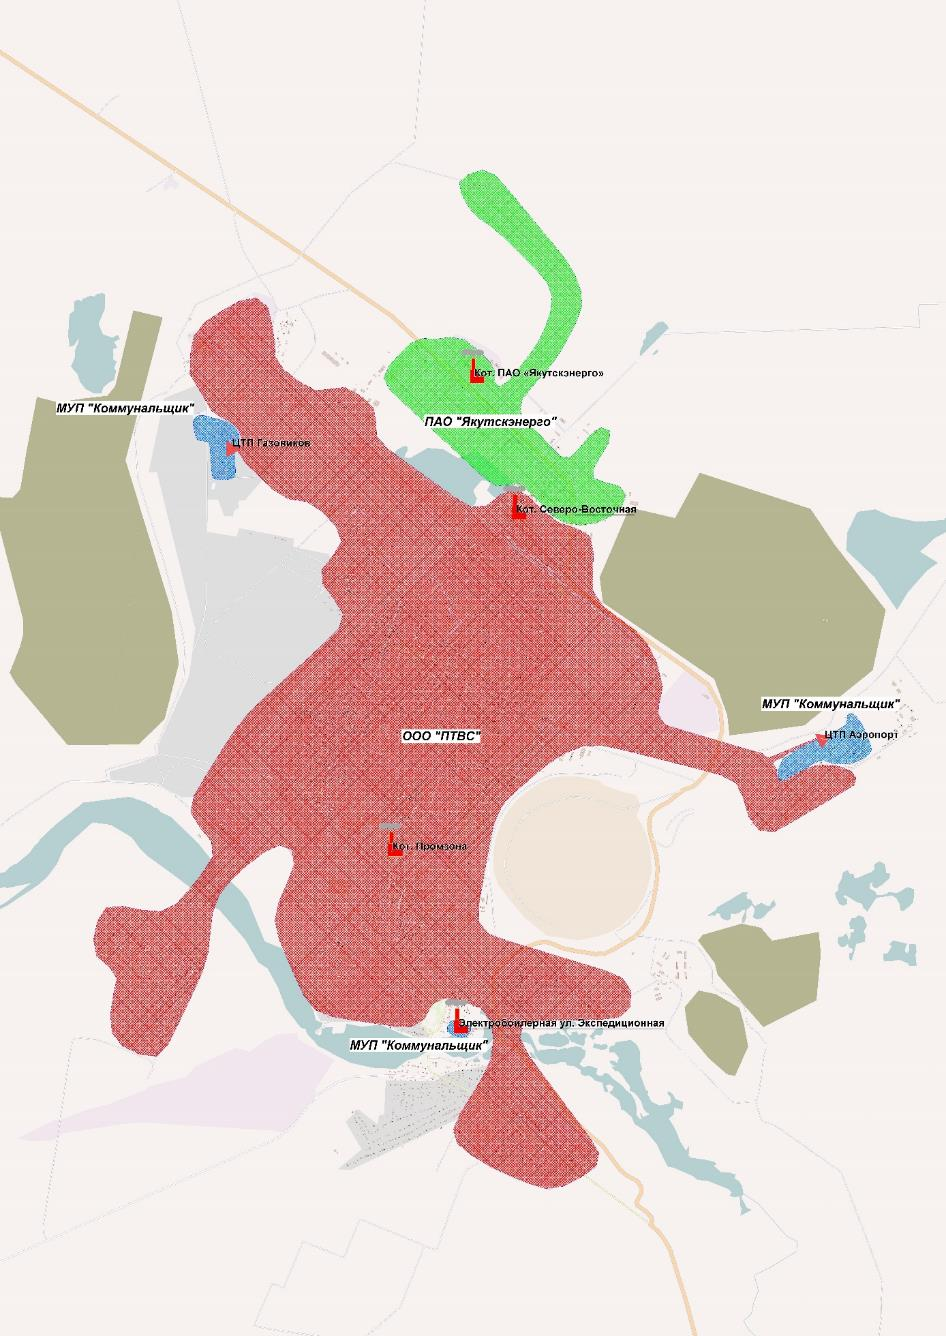 Кот. ПАО «Якутскэнерго»
МУП "Коммунальщик"
ПАО "Якутскэнерго"
ЦТП Газовиков
Кот. Северо-Восточная
МУП "Коммунальщик"
ООО "ПТВС"
ЦТП Аэропорт
Кот. Промзона
Электробойлерная ул. Экспедиционная
МУП "Коммунальщик"